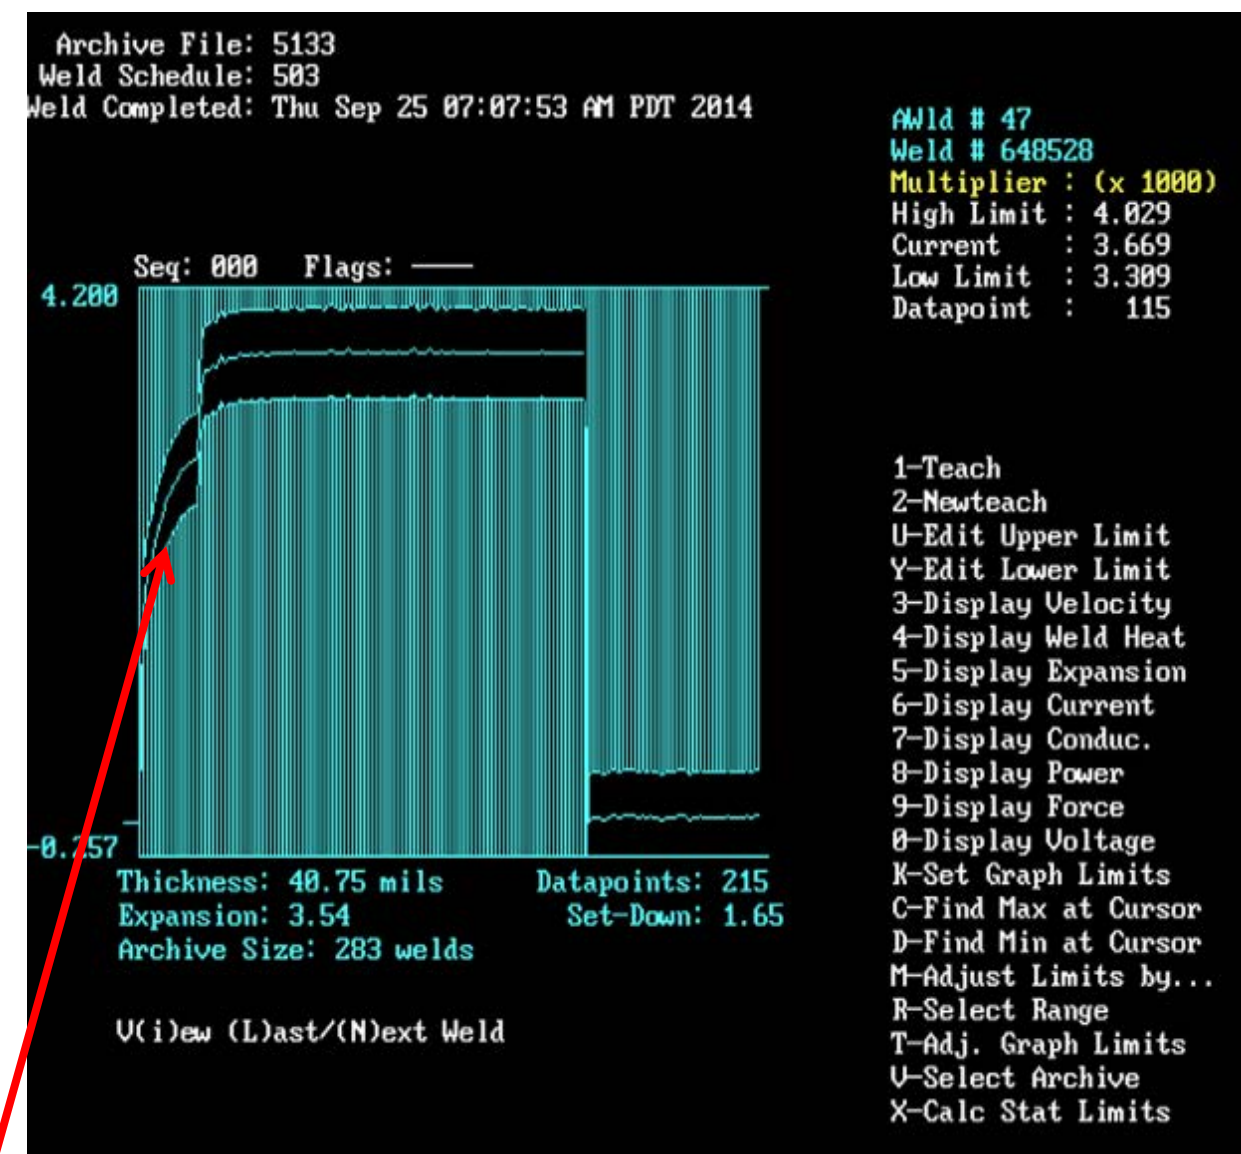 Archive File: 5133
Weld Schedule: 503
Weld Completed: Thu Sep 25 07:07:53 AM PDT 2014
AWld # 47
Weld # 648528
Multiplier : (x 1000)
High Limit : 4.029
Current : 3.669
Low Limit : 3.309
Datapoint : 115
Seq: 000 Flags: ----
4.200
-0.257
Thickness: 40.75 mils Datapoints: 215
Expansion: 3.54 Set-Down: 1.65
Archive Size: 283 welds
V(i)ew (L)ast/(N)ext Weld
1-Teach
2-Newteach
U-Edit Upper Limit
Y-Edit Lower Limit
3-Display Velocity
4-Display Weld Heat
5-Display Expansion
6-Display Current
7-Display Conduc.
8-Display Power
9-Display Force
0-Display Voltage
K-Set Graph Limits
C-Find Max at Cursor
D-Find Min at Cursor
M-Adjust Limits by...
R-Select Range
T-Adj. Graph Limits
V-Select Archive
X-Calc Stat Limits